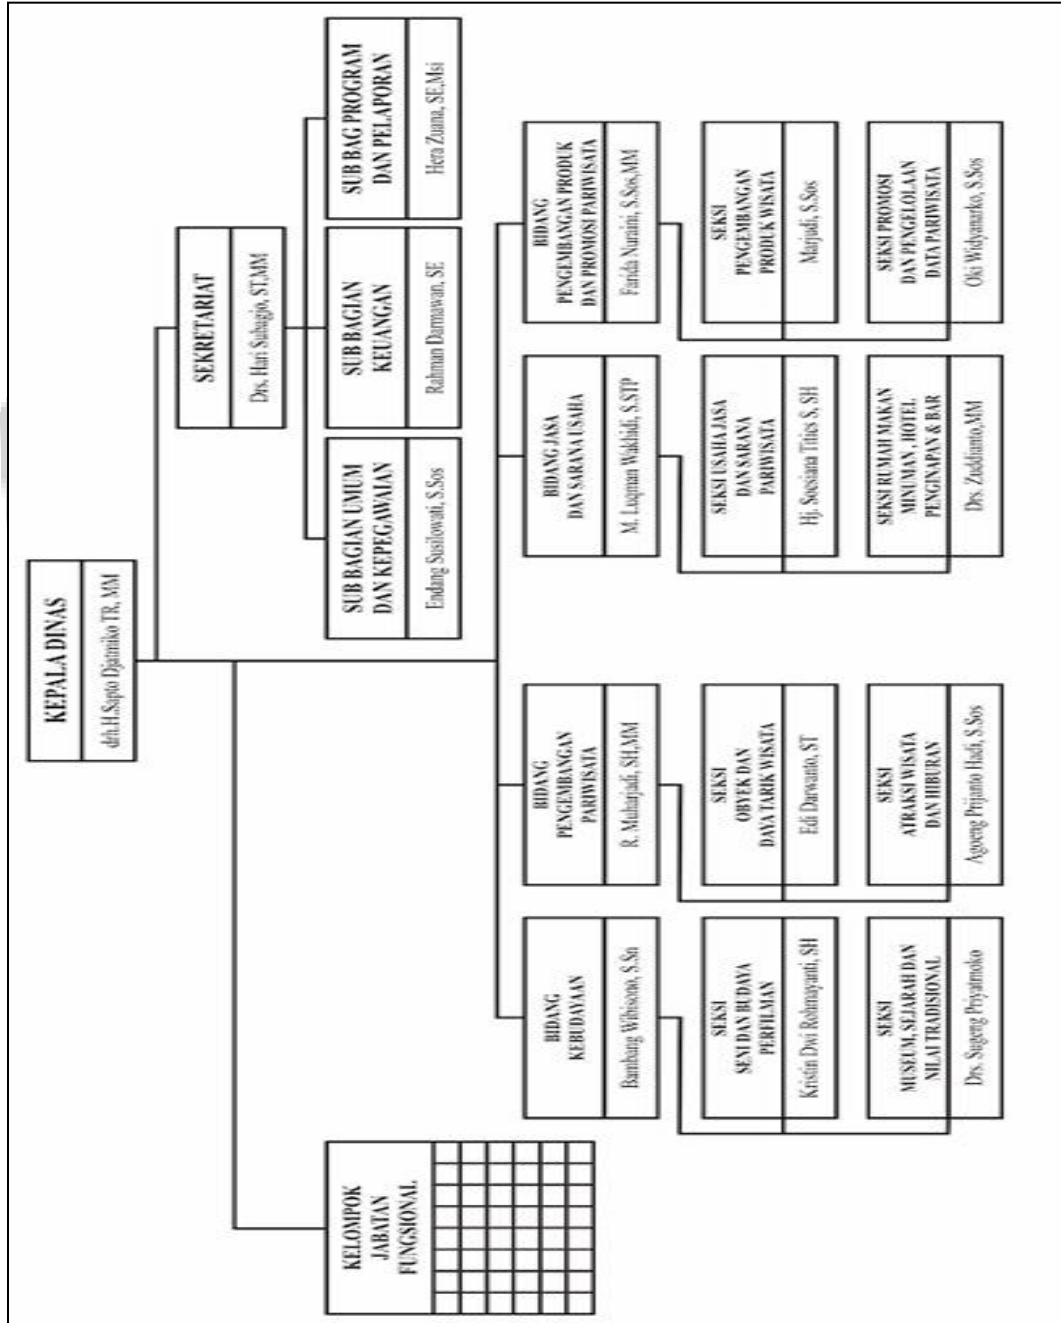 KEPALA DINAS
drh.H.Sapto Djatmiko TR, MM
SEKRETARIAT
Drs. Hari Subagjo, ST,MM
SUB BAGIAN UMUM
DAN KEPEGAWAIAN
Endang Susilowati, S.Sos
SUB BAGIAN
KEUANGAN
Rahman Darmawan, SE
SUB BAG PROGRAM
DAN PELAPORAN
Hera Zuana, SE,Msi
KELOMPOK
JABATAN
FUNGSIONAL
BIDANG
KEBUDAYAAN
Bambang Wibisono, S.Sn
SEKSI
SENI DAN BUDAYA
PERFILMAN
Kristin Dwi Rohmayanti, SH
SEKSI
MUSEUM, SEJARAH DAN
NILAI TRADISIONAL
Drs. Sugeng Priyatmoko
BIDANG
PENGEMBANGAN
PARIWISATA
R. Muharjadi, SH,MM
SEKSI
OBYEK DAN
DAYA TARIK WISATA
Edi Darwanto, ST
SEKSI
ATRAKSI WISATA
DAN HIBURAN
Agoeng Prijanto Hadi, S.Sos
BIDANG JASA
DAN SARANA USAHA
M. Luqman Wakhidi, S.STP
SEKSI USAHA JASA
DAN SARANA
PARIWISATA
Hj. Soesiana Tities S, SH
SEKSI RUMAH MAKAN
MINUMAN , HOTEL
PENGINAPAN & BAR
Drs. Zuddianto,MM
BIDANG
PENGEMBANGAN PRODUK
DAN PROMOSI PARIWISATA
Farida Nuraini, S.Sos,MM
SEKSI
PENGEMBANGAN
PRODUK WISATA
Marjudi, S.Sos
SEKSI PROMOSI
DAN PENGELOLAAN
DATA PARIWISATA
Oki Widyanarko, S.Sos